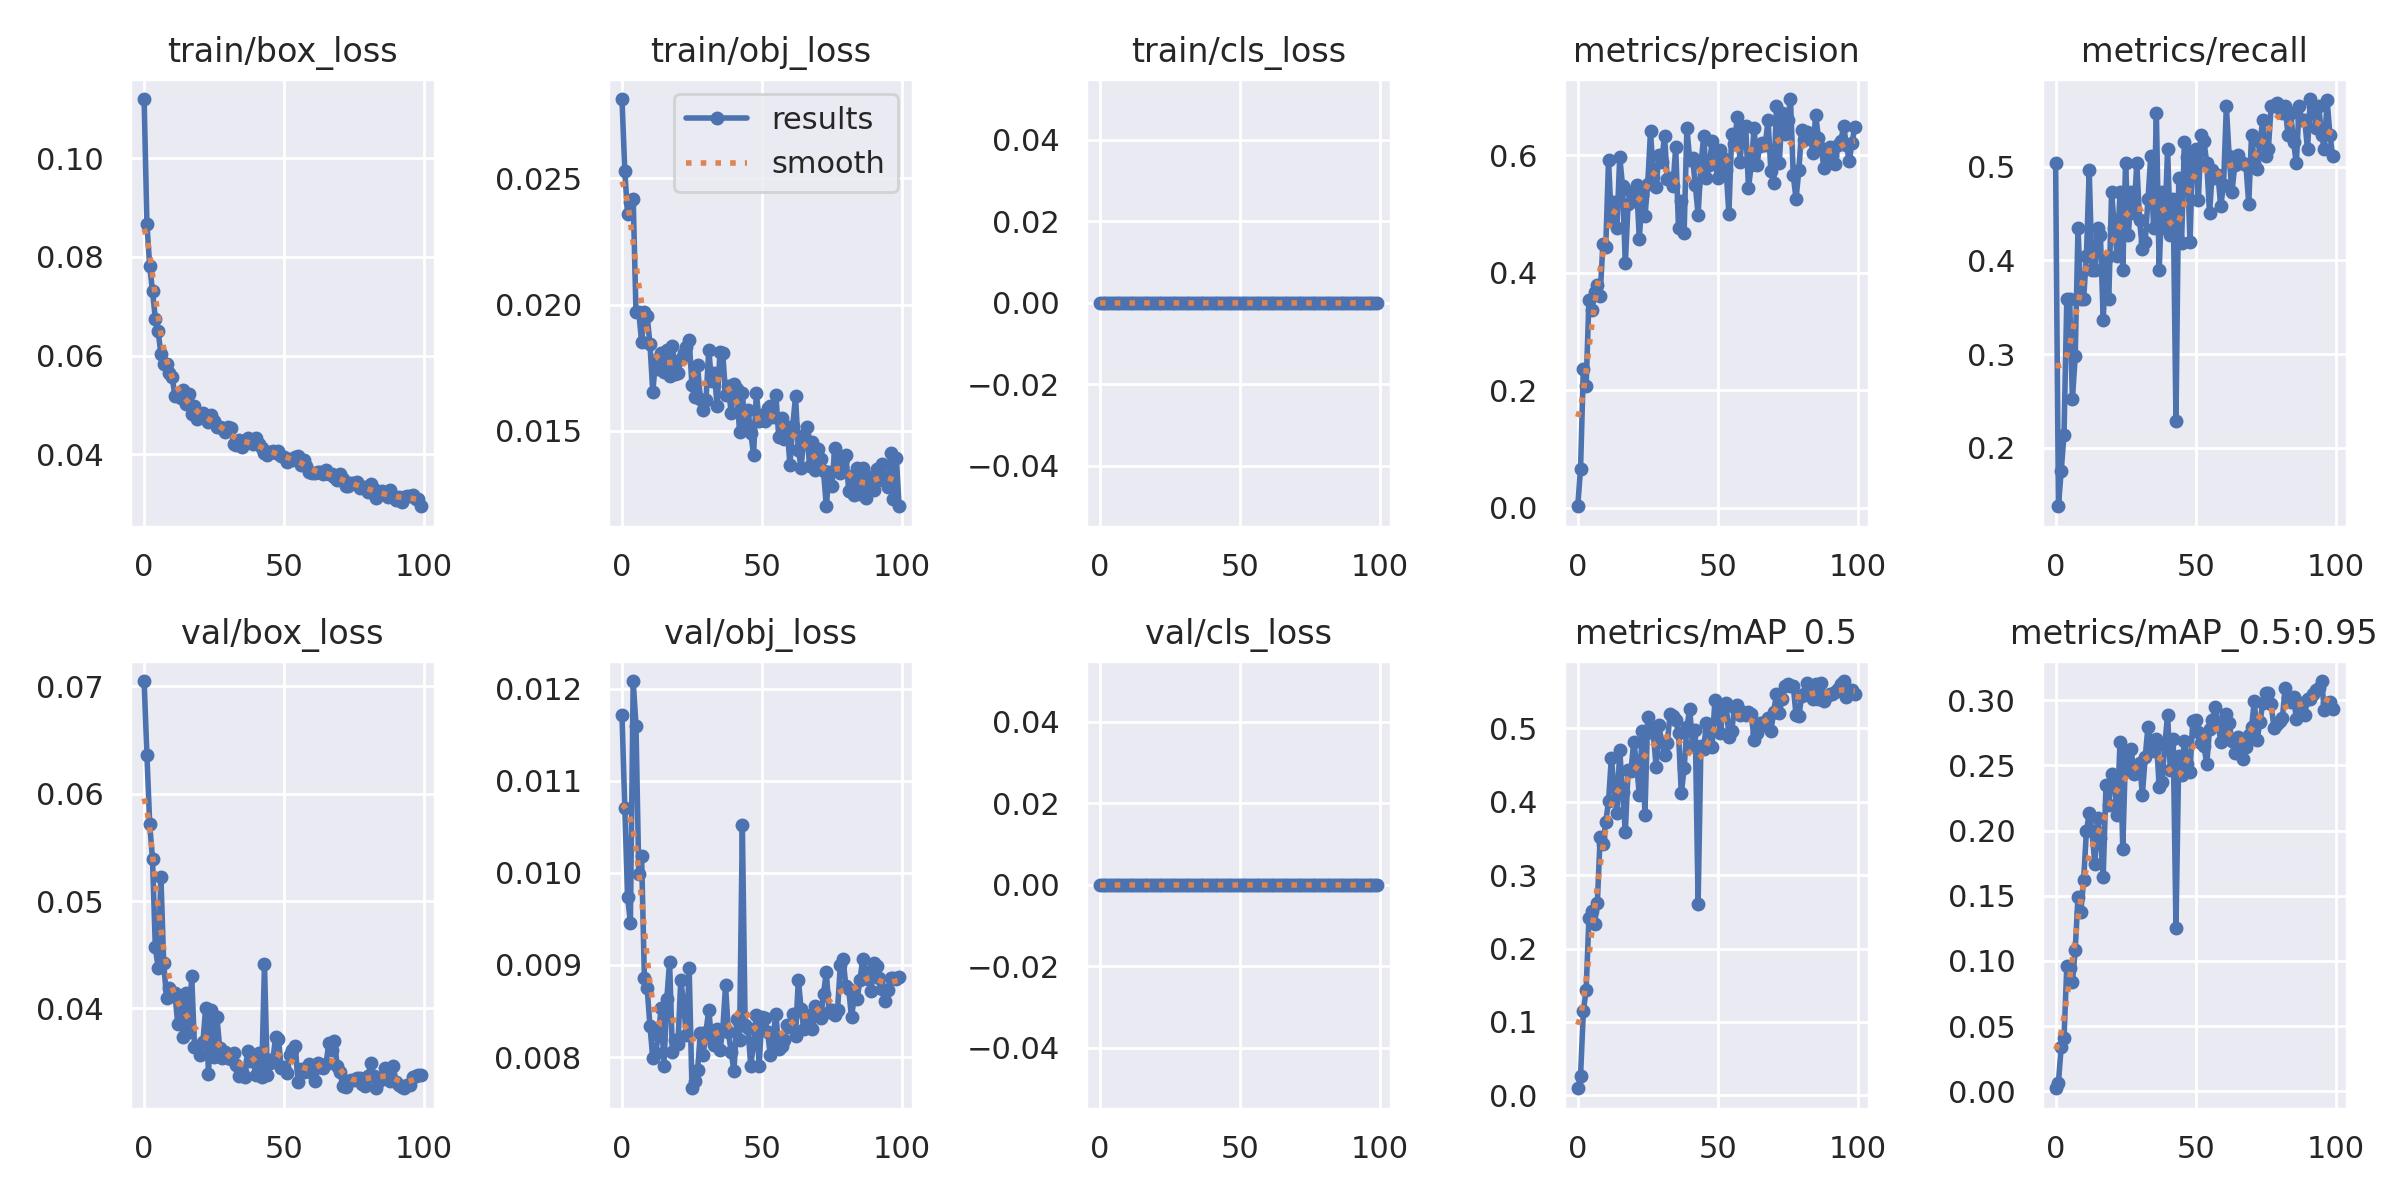 train/box_loss
train/obj_loss
train/cls_loss
metrics/precision
metrics/recall
results
smooth
0.10
0.08
0.06
0.04
0 50 100
0.025
0.020
0.015
0 50 100
0.04
0.02
0.00
−0.02
−0.04
0 50 100
0.6
0.4
0.2
0.0
0 50 100
0.5
0.4
0.3
0.2
0 50 100
val/box_loss
val/obj_loss
val/cls_loss
metrics/mAP_0.5
metrics/mAP_0.5:0.95
0.07
0.06
0.05
0.04
0 50 100
0.012
0.011
0.010
0.009
0.008
0 50 100
0.04
0.02
0.00
−0.02
−0.04
0 50 100
0.5
0.4
0.3
0.2
0.1
0.0
0 50 100
0.30
0.25
0.20
0.15
0.10
0.05
0.00
0 50 100